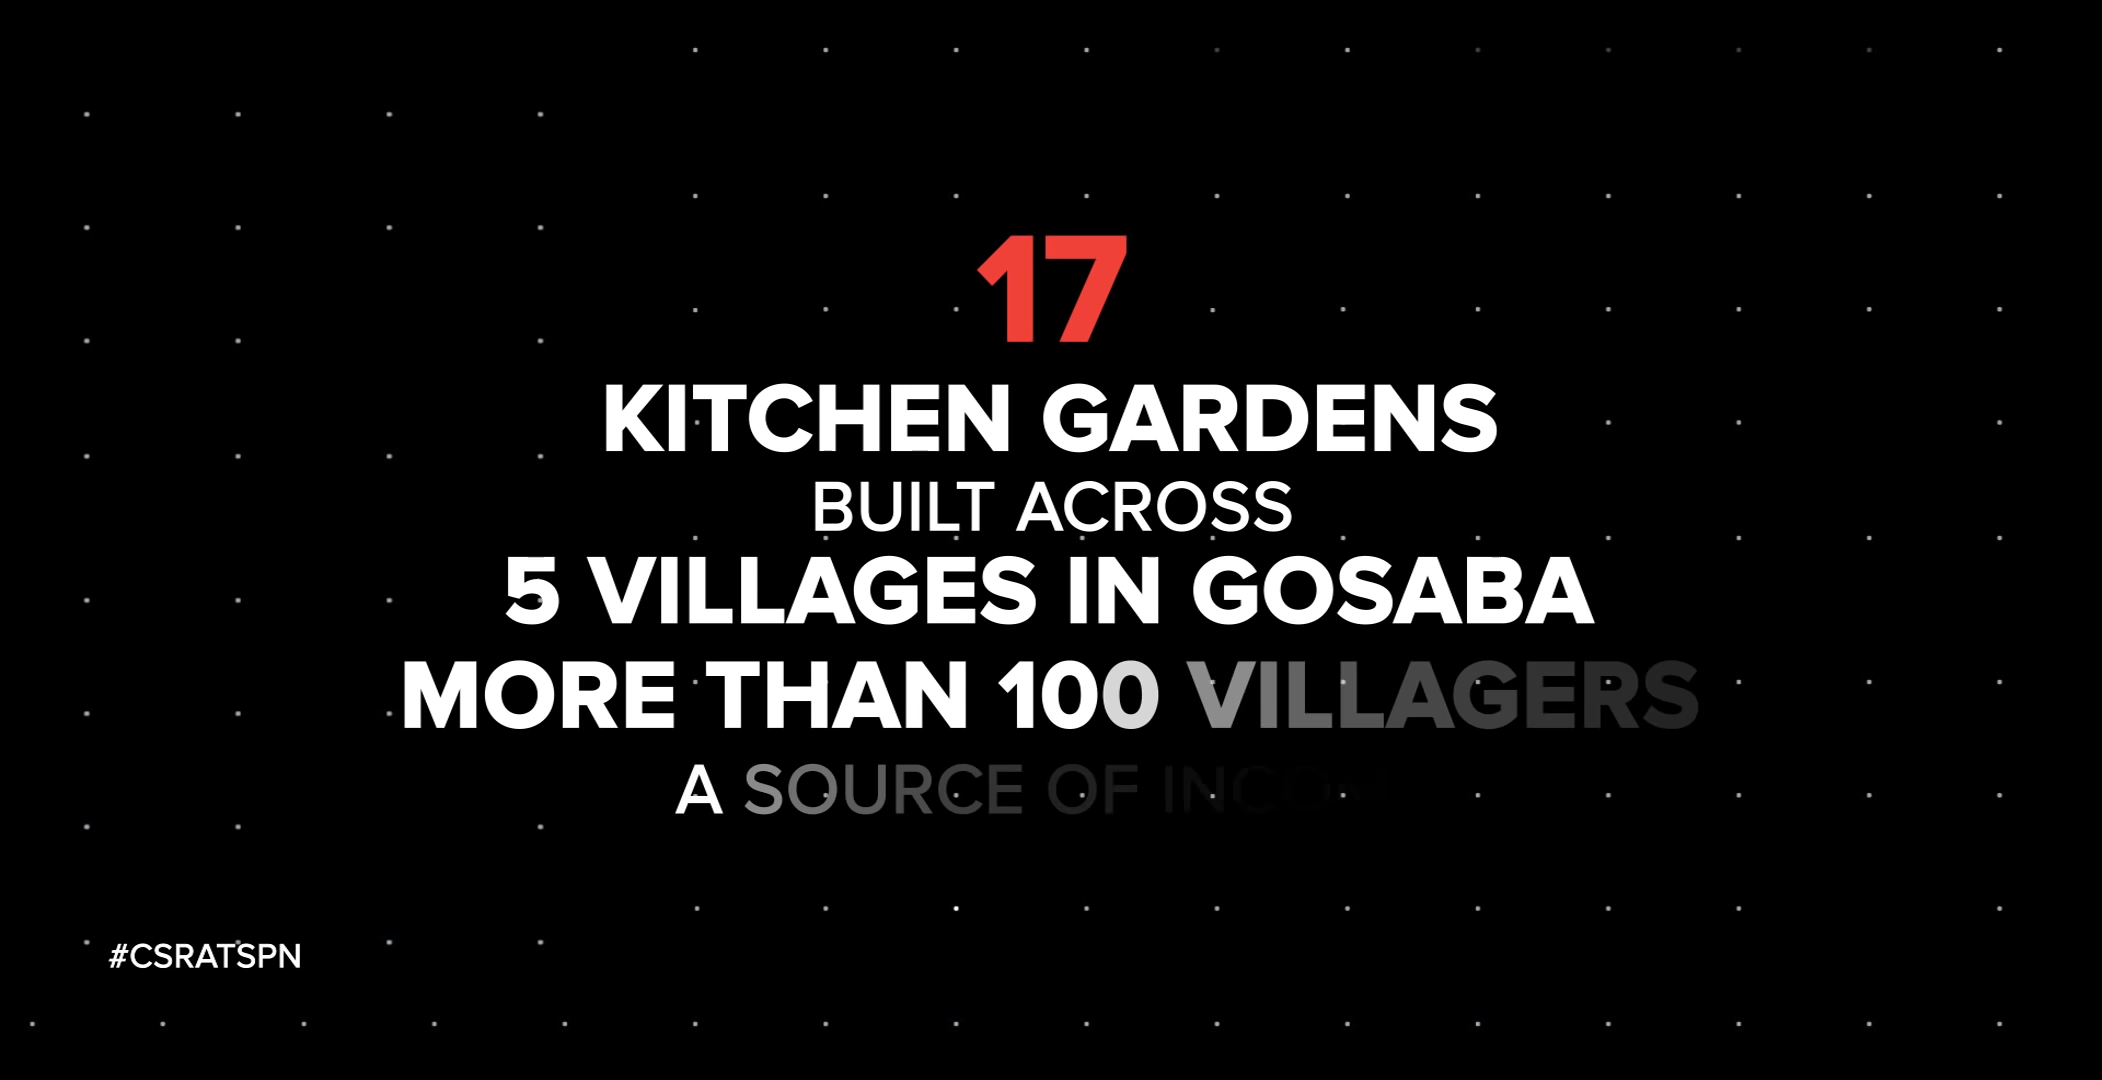 17
KITCHEN GARDENS
BUILT ACROSS
5 VILLAGES IN GOSABA
MORE THAN 100 VILLAGERS
A SOURCE OF
#CSRATSPN